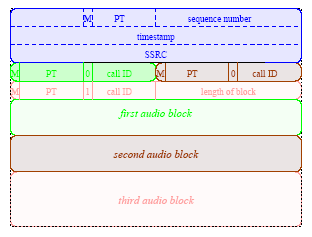 M PT sequence number
timestamp
SSRC
M PT 0 call ID M PT 0 call ID
M PT 1 call ID length of block
first audio block
second audio block
third audio block